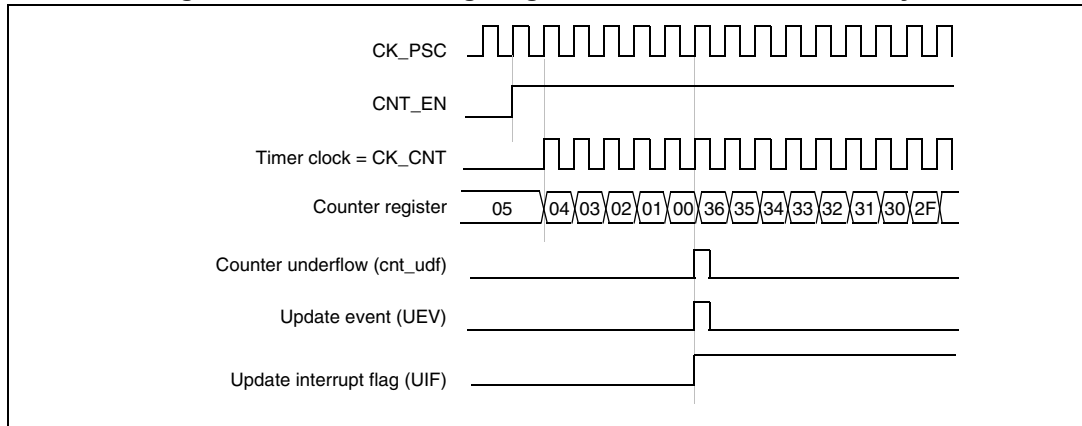 CK_PSC
CNT_EN
Timer clock = CK_CNT
Counter register 05 04 03 02 01 00 36 35 34 33 32 31 30 2F
Counter underflow (cnt_udf)
Update event (UEV)
Update interrupt flag (UIF)